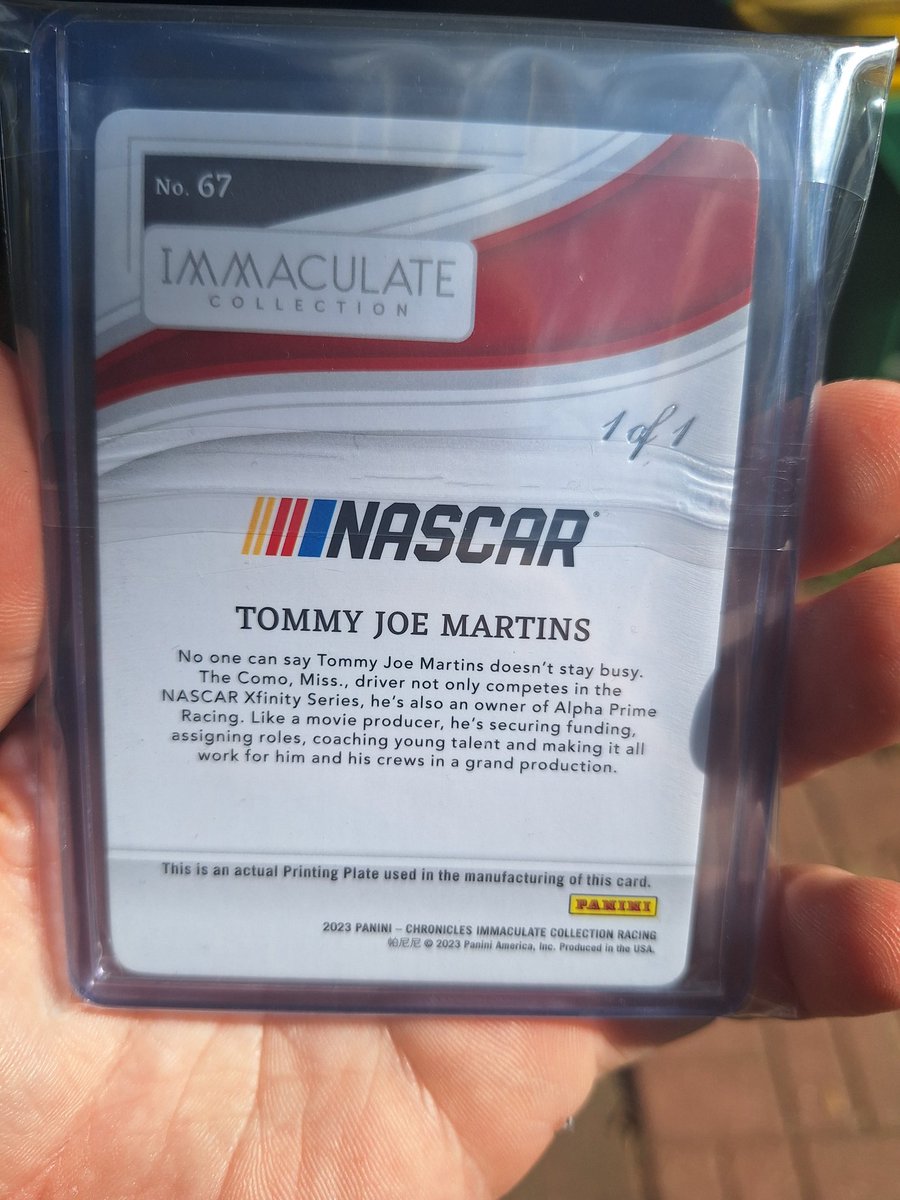 No. 67
IMMACULATE
COLLECTION
1 of 1
NASCAR®
TOMMY JOE MARTINS
No one can say Tommy Joe Martins doesn't stay busy.
The Como, Miss., driver not only competes in the
NASCAR Xfinity Series, he's also an owner of Alpha Prime
Racing. Like a movie producer, he's securing funding,
assigning roles, coaching young talent and making it all
work for him and his crews in a grand production.
This is an actual Printing Plate used in the manufacturing of this card.
PANINI
2023 PANINI – CHRONICLES IMMACULATE COLLECTION RACING
帕尼尼 © 2023 Panini America, Inc. Produced in the USA.